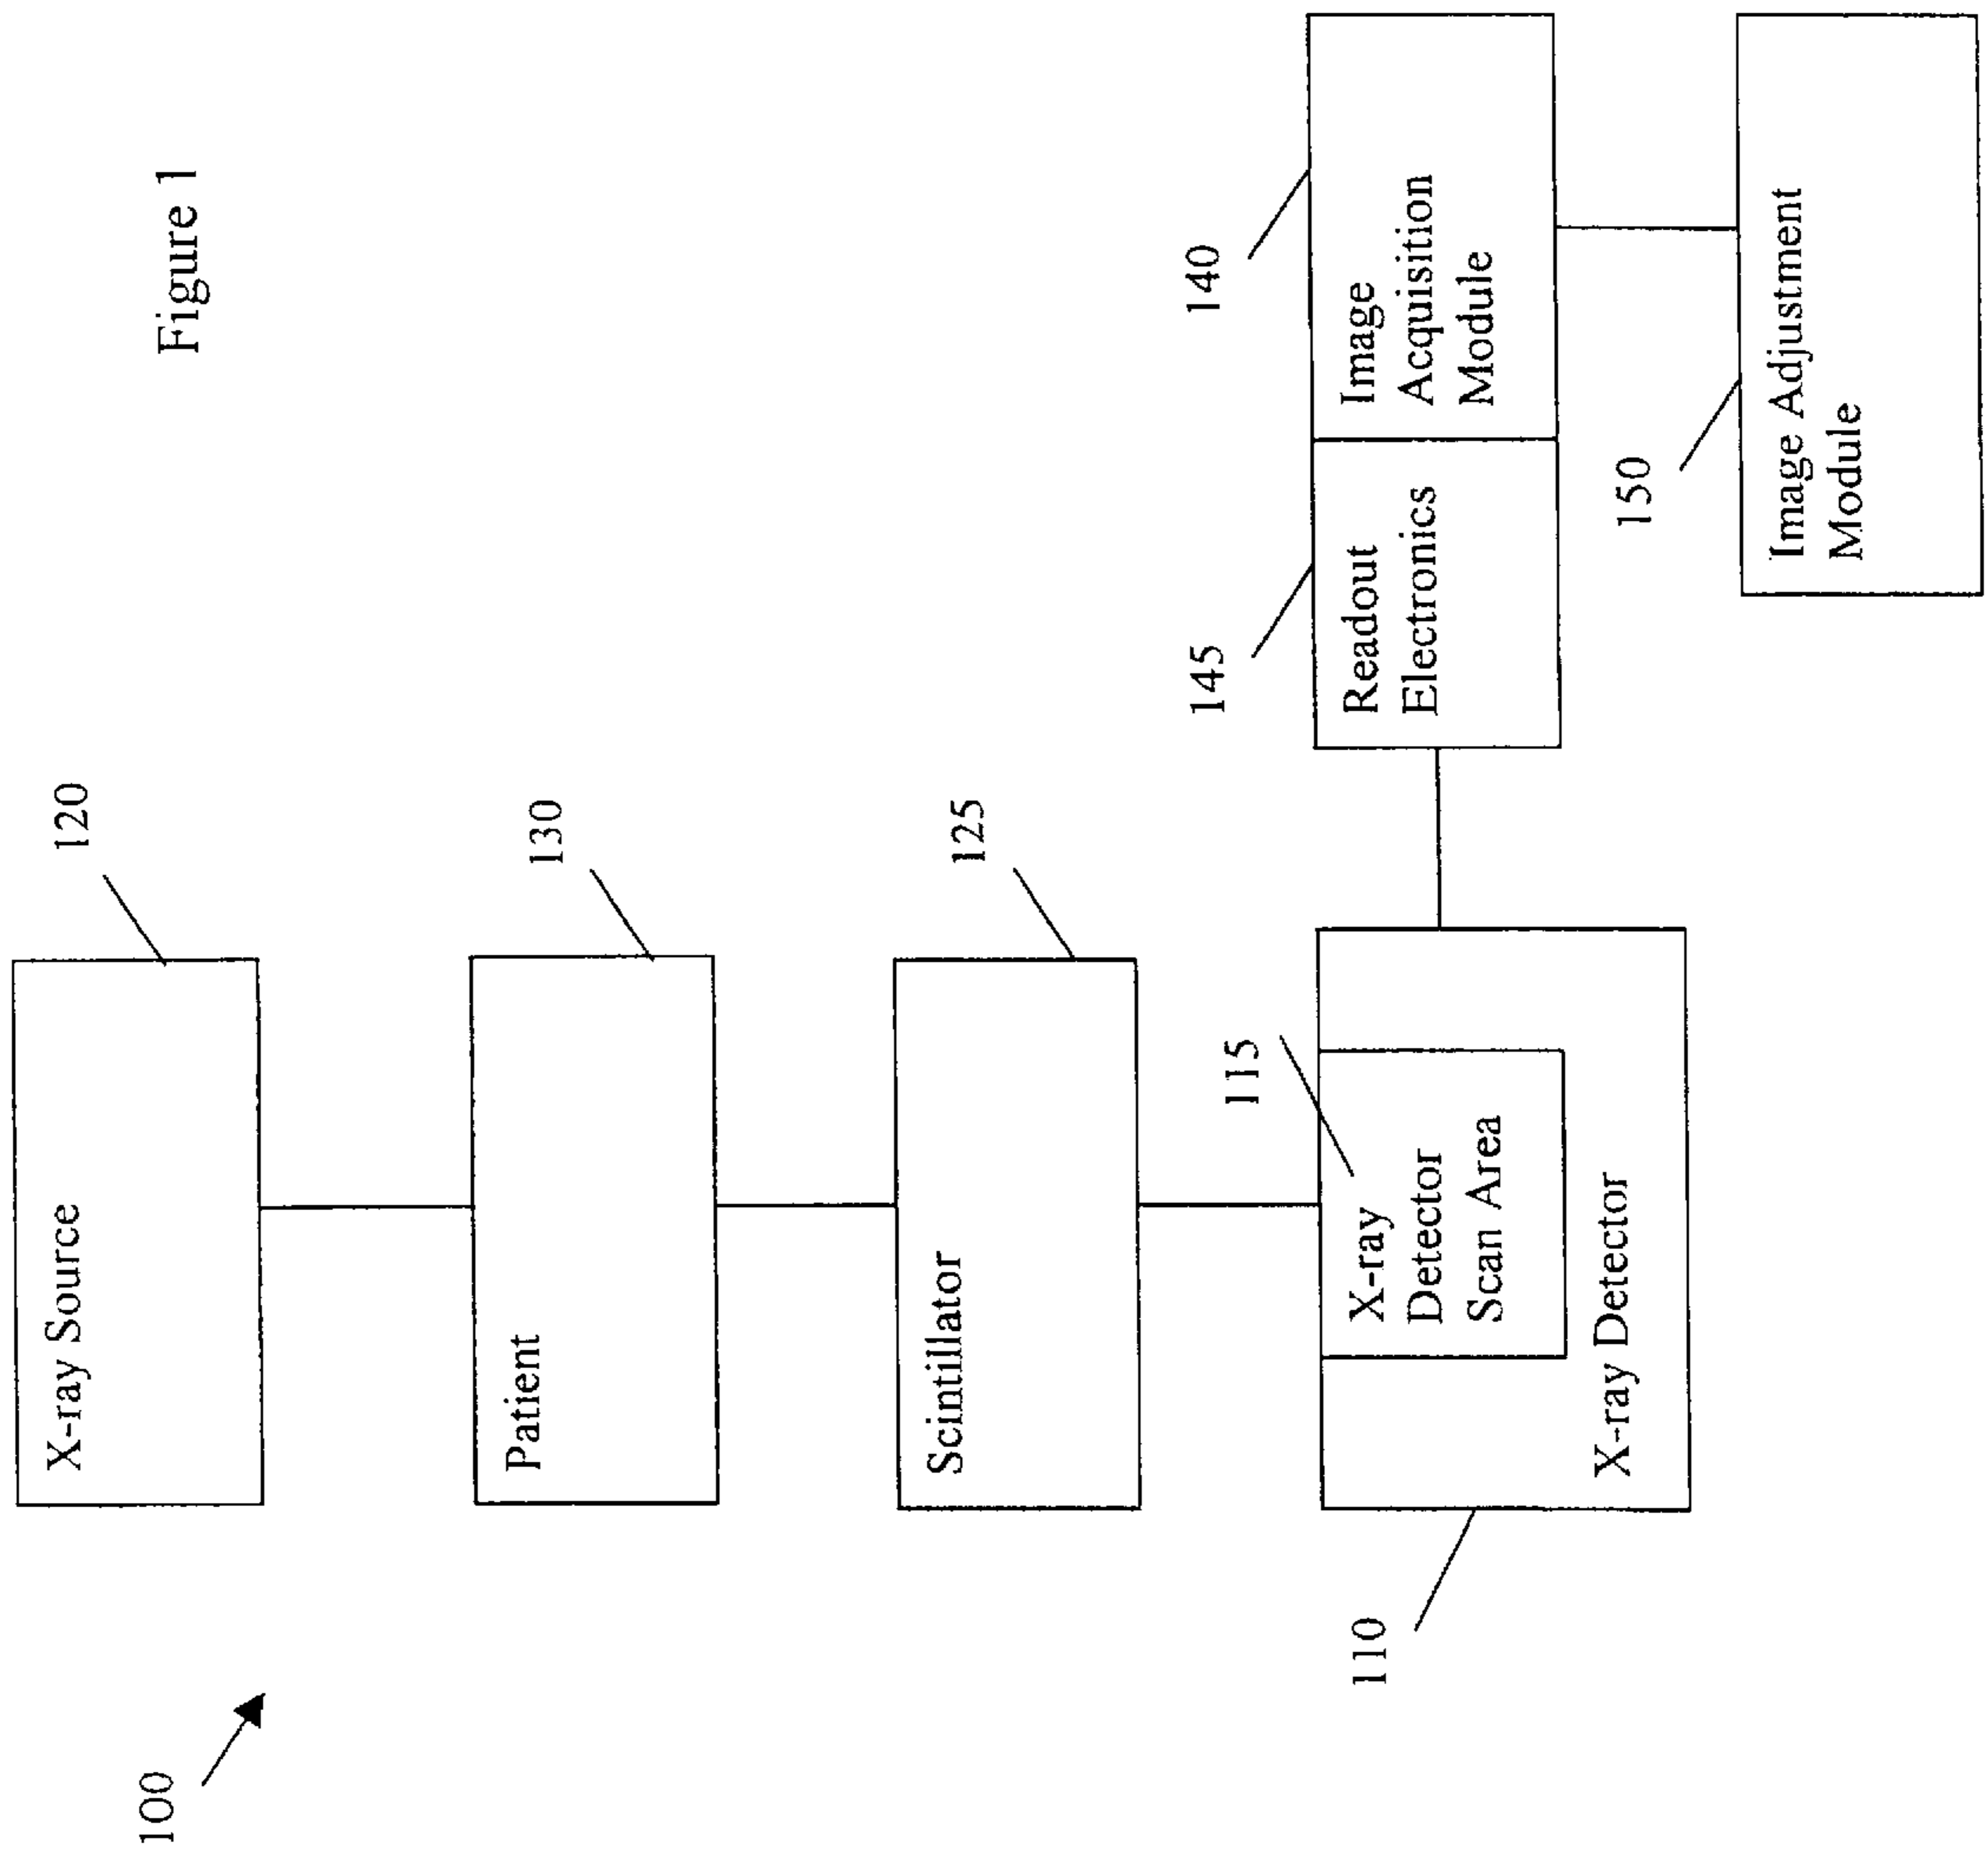 Figure 1
100
120
X-ray Source
130
Patient
125
Scintillator
115
X-ray
Detector
Scan Area
X-ray Detector
110
145
Readout
Electronics
140
Image
Acquisition
Module
150
Image Adjustment
Module